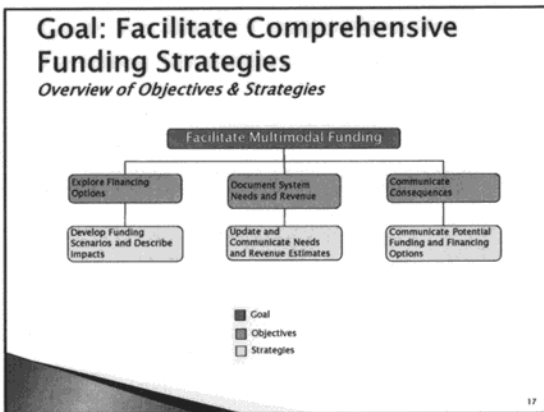 Goal: Facilitate Comprehensive
Funding Strategies
Overview of Objectives & Strategies
Facilitate Multimodal Funding
Explore Financing
Options
Document System
Needs and Revenue
Communicate
Consequences
Develop Funding
Scenarios and Describe
Impacts
Update and
Communicate Needs
and Revenue Estimates
Communicate Potential
Funding and Financing
Options
Goal
Objectives
Strategies
17